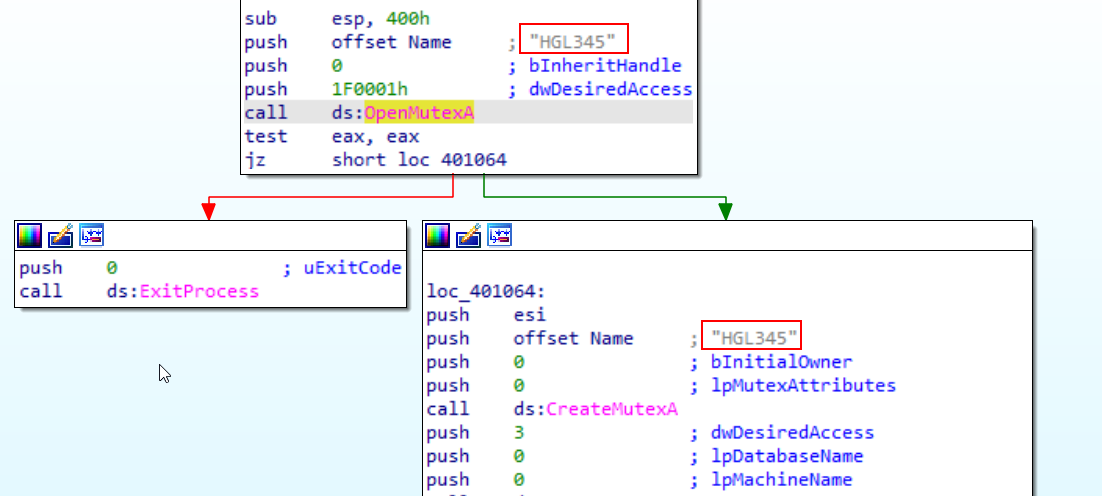 sub esp, 400h
push offset Name ; "HGL345"
push 0 ; bInheritHandle
push 1F0001h ; dwDesiredAccess
call ds:OpenMutexA
test eax, eax
jz short loc_401064
push 0 ; uExitCode
call ds:ExitProcess
loc_401064:
push esi
push offset Name ; "HGL345"
push 0 ; bInitialOwner
push 0 ; lpMutexAttributes
call ds:CreateMutexA
push 3 ; dwDesiredAccess
push 0 ; lpDatabaseName
push 0 ; lpMachineName